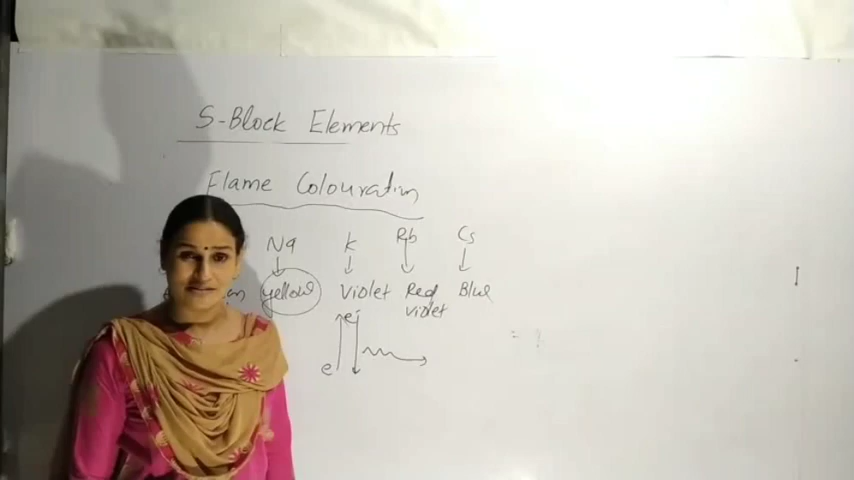 S-Block Elements
Flame Colouration
Na K Rb Cs
yellow Violet Red Blue
violet
e
e
= ?